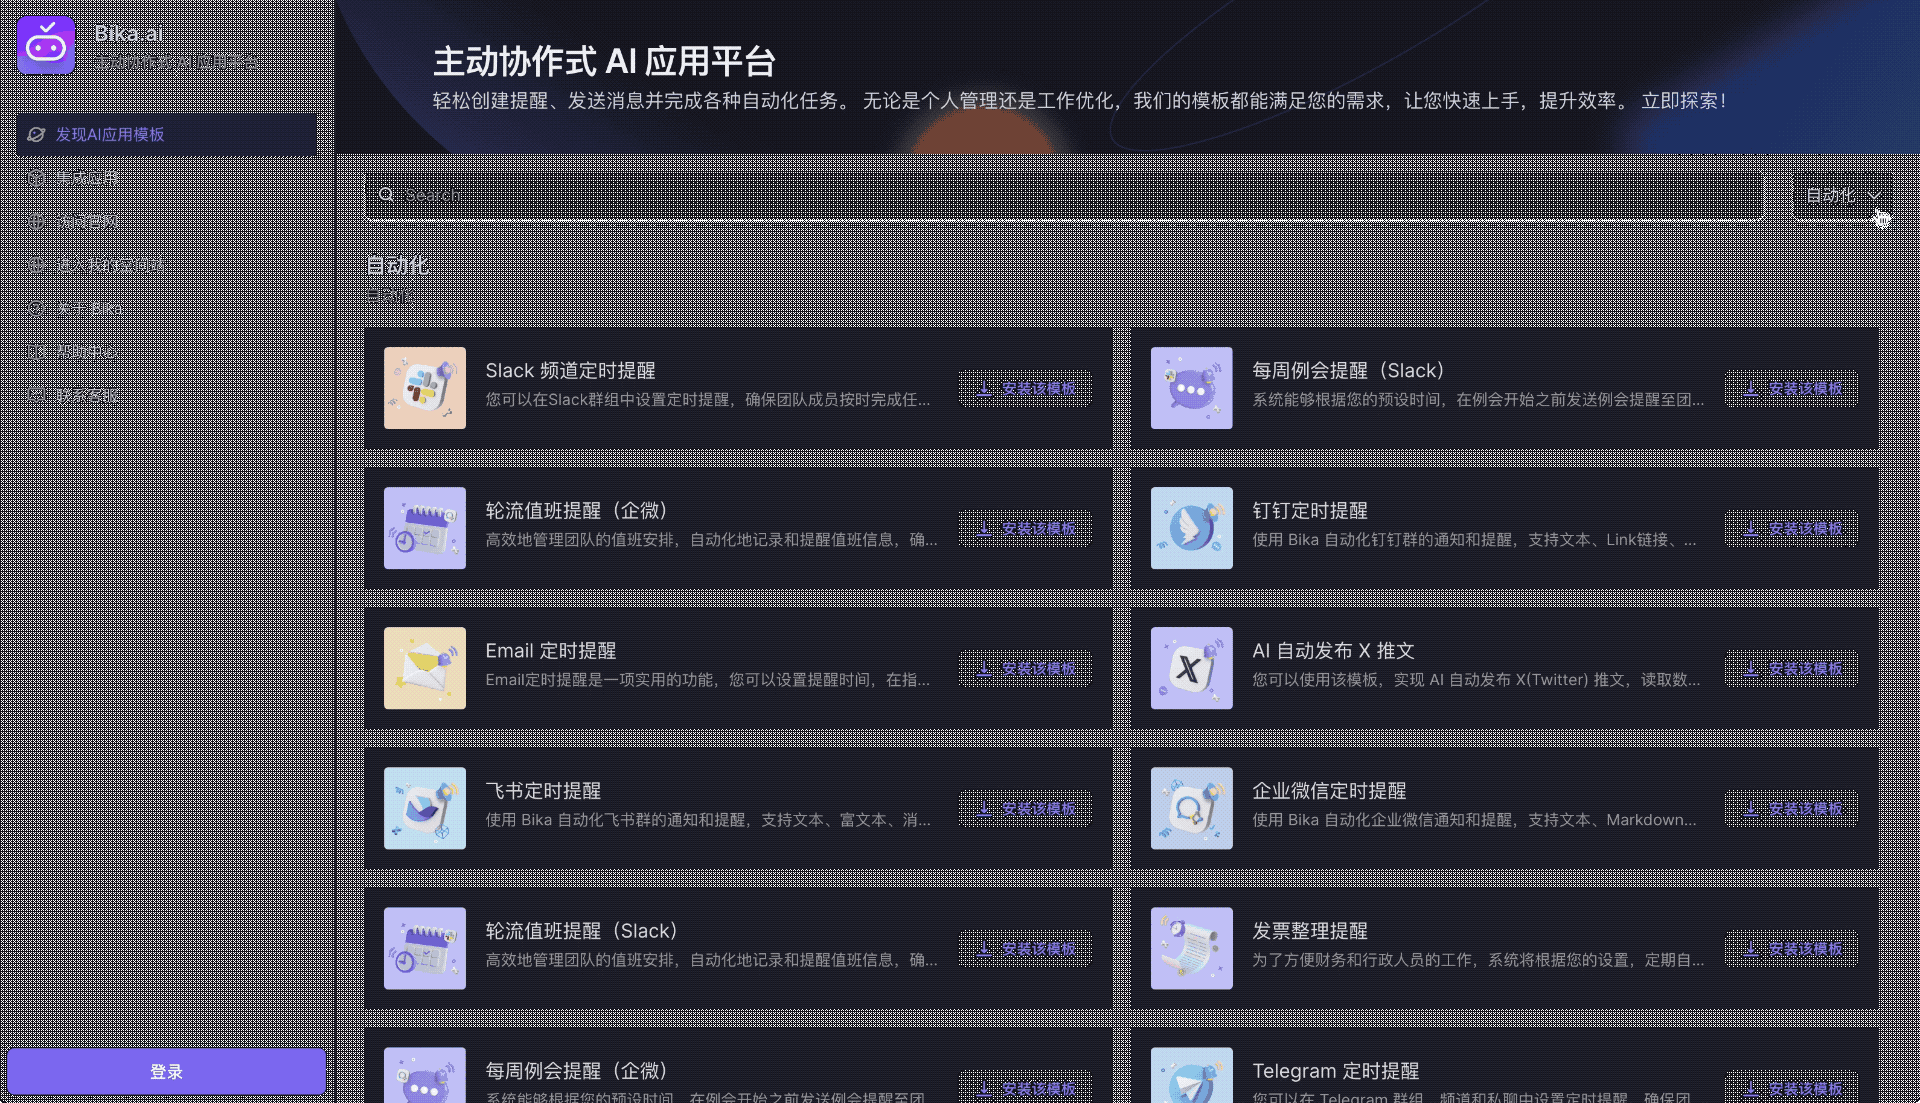 Bika.ai
发现AI应用模板
集成应用
帮助中心
联系客服
登录
主动协作式 AI 应用平台
轻松创建提醒、发送消息并完成各种自动化任务。 无论是个人管理还是工作优化，我们的模板都能满足您的需求，让您快速上手，提升效率。 立即探索！
Search
自动化
自动化
自动化
Slack 频道定时提醒
您可以在Slack群组中设置定时提醒，确保团队成员按时完成任...
安装该模板
每周例会提醒（Slack）
系统能够根据您的预设时间，在例会开始之前发送例会提醒至团...
安装该模板
轮流值班提醒（企微）
高效地管理团队的值班安排，自动化地记录和提醒值班信息，确...
安装该模板
钉钉定时提醒
使用 Bika 自动化钉钉群的通知和提醒，支持文本、Link链接、...
安装该模板
Email 定时提醒
Email定时提醒是一项实用的功能，您可以设置提醒时间，在指...
安装该模板
AI 自动发布 X 推文
您可以使用该模板，实现 AI 自动发布 X(Twitter) 推文，读取数...
安装该模板
飞书定时提醒
使用 Bika 自动化飞书群的通知和提醒，支持文本、富文本、消...
安装该模板
企业微信定时提醒
使用 Bika 自动化企业微信通知和提醒，支持文本、Markdown...
安装该模板
轮流值班提醒（Slack）
高效地管理团队的值班安排，自动化地记录和提醒值班信息，确...
安装该模板
发票整理提醒
为了方便财务和行政人员的工作，系统将根据您的设置，定期自...
安装该模板
每周例会提醒（企微）
系统能够根据您的预设时间，在例会开始之前发送例会提醒至团...
安装该模板
Telegram 定时提醒
您可以在 Telegram 群组、频道和私聊中设置定时提醒，确保团...
安装该模板